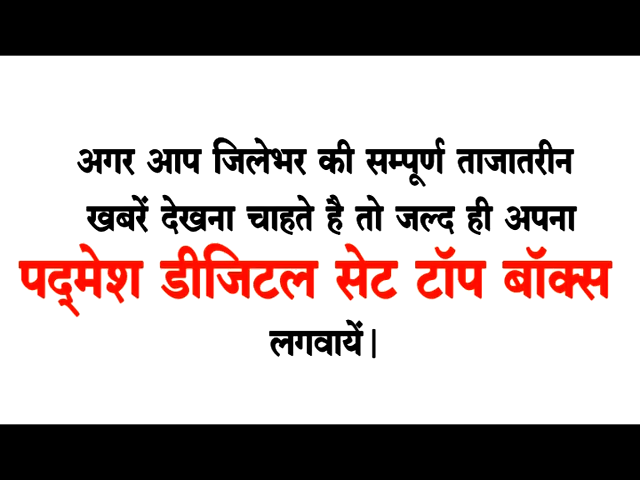 अगर आप जिलेभर की सम्पूर्ण ताजातरीन
खबरें देखना चाहते है तो जल्द ही अपना
पद्‌मेश डीजिटल सेट टॉप बॉक्स
लगवायें|